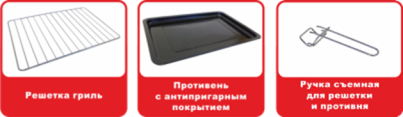 Решетка гриль
Противень
с антипригарным
покрытием
Ручка съемная
для решетки
и противня